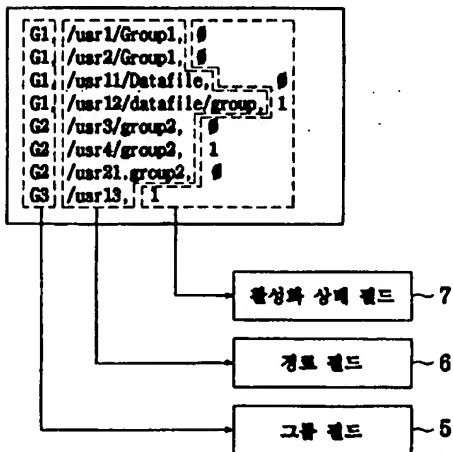 G1, /usr1/Group1, ø
G1, /usr2/Group1, ø
G1, /usr11/Datafile, ø
G1, /usr12/datafile/group, 1
G2 /usr3/group2, ø
G2 /usr4/group2, 1
G2 /usr21.group2, ø
G3 /usr13, 1
활성화 상태 필드 ~ 7
경로 필드 ~ 6
그룹 필드 ~ 5